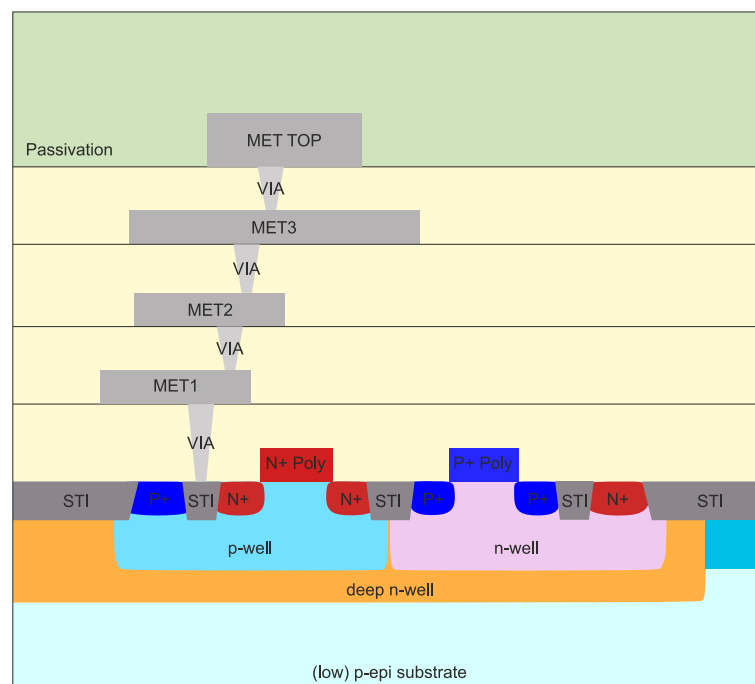 MET TOP
Passivation
VIA
MET3
VIA
MET2
VIA
MET1
VIA
N+ Poly
P+ Poly
STI
P+
STI
N+
N+
STI
P+
P+
STI
N+
STI
p-well
n-well
deep n-well
(low) p-epi substrate